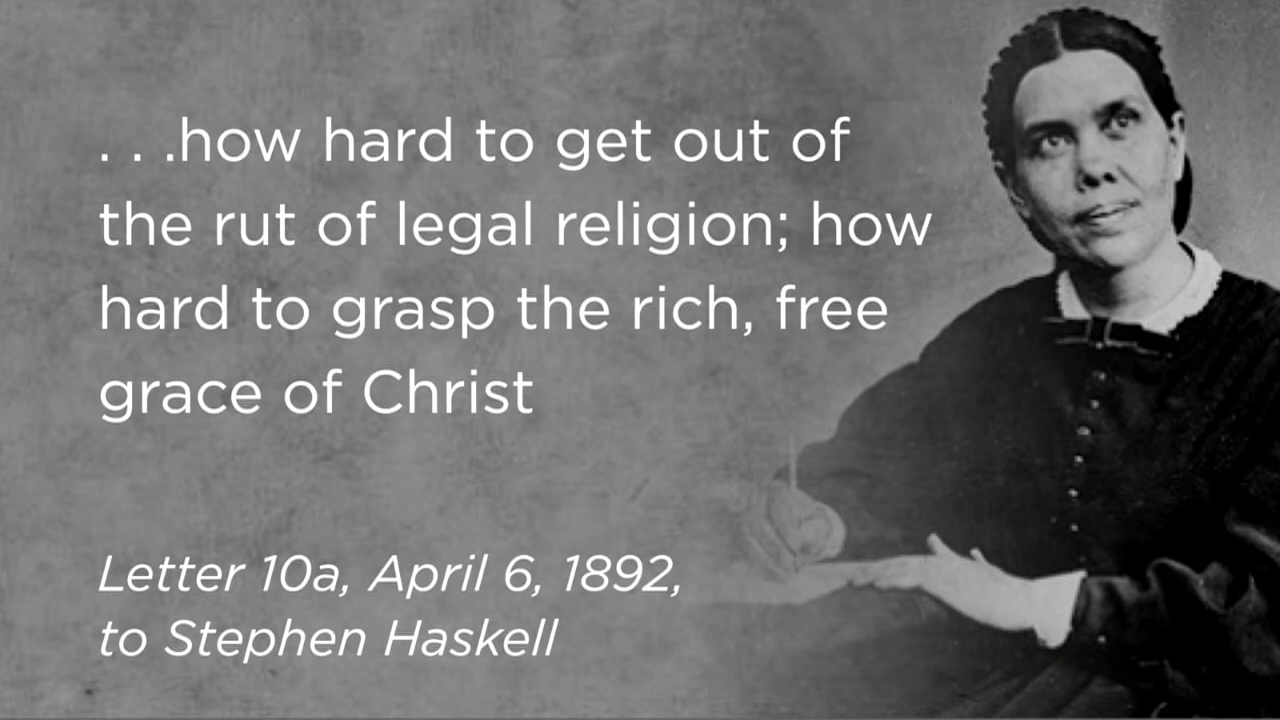 . . .how hard to get out of
the rut of legal religion; how
hard to grasp the rich, free
grace of Christ
Letter 10a, April 6, 1892,
to Stephen Haskell